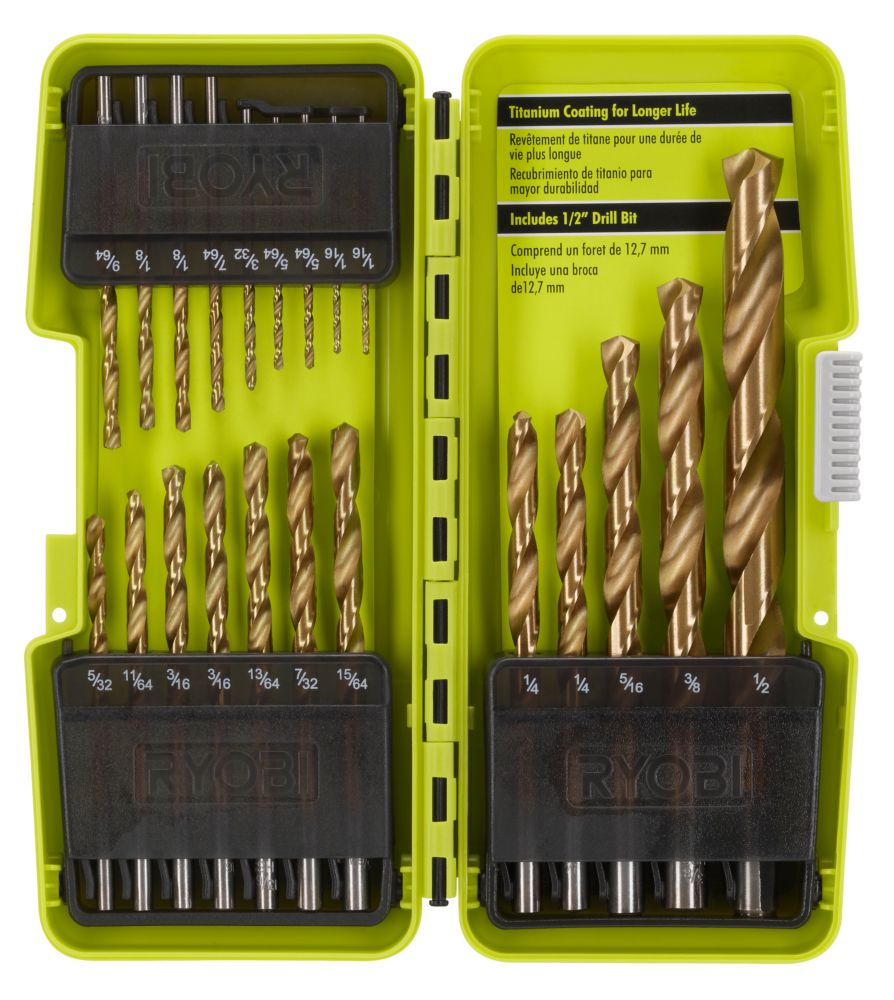 RYOBI
9/64 1/8 1/8 7/64 3/32 5/64 5/64 1/16 1/16
Titanium Coating for Longer Life
Revêtement de titane pour une durée de
vie plus longue
Recubrimiento de titanio para
mayor durabilidad
Includes 1/2" Drill Bit
Comprend un foret de 12,7 mm
Incluye una broca
de12,7 mm
5/32 11/64 3/16 3/16 13/64 7/32 15/64
RYOBI
1/4 1/4 5/16 3/8 1/2
RYOBI